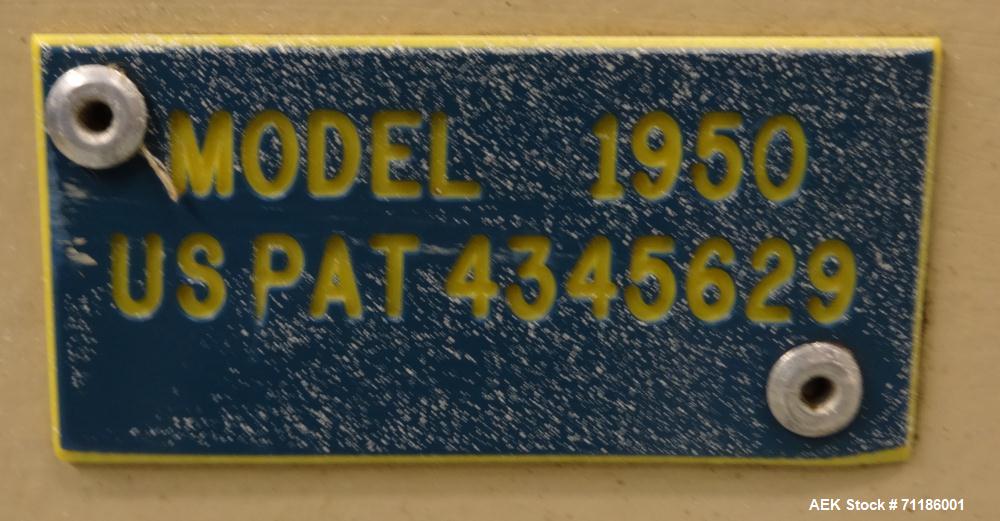 MODEL 1950
US PAT 4345629
AEK Stock # 71186001